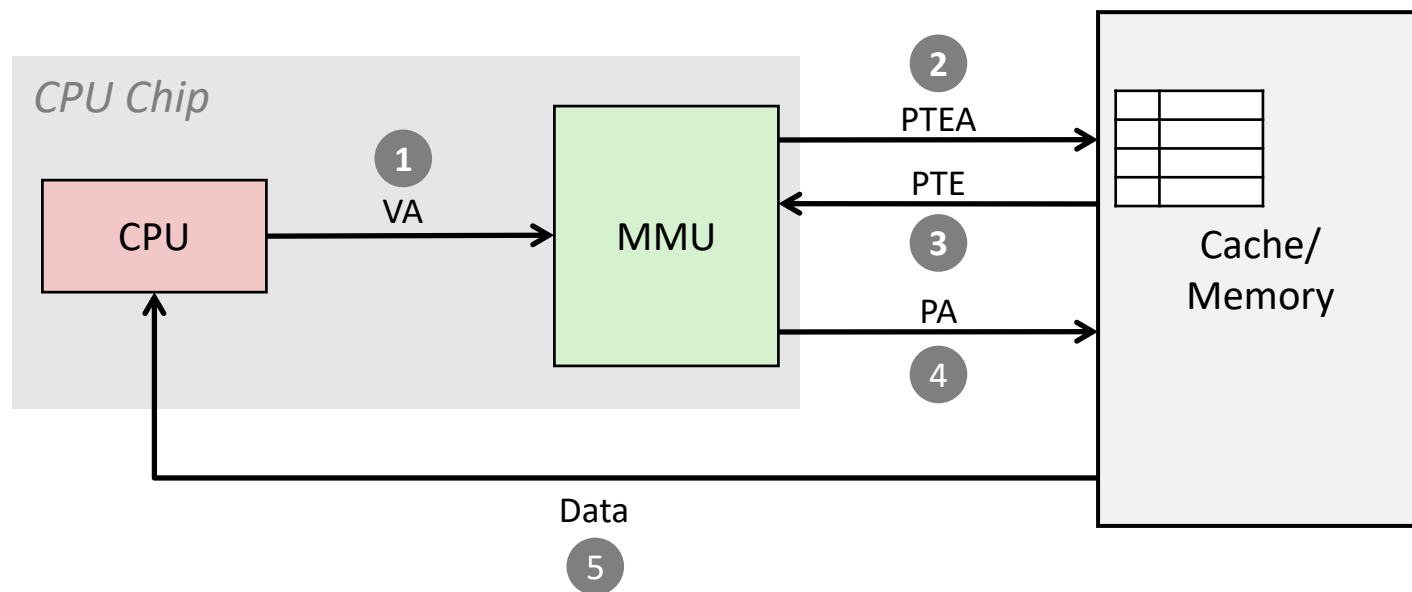 CPU Chip
2
PTEA
1
VA
CPU
MMU
PTE
3
Cache/
Memory
PA
4
Data
5